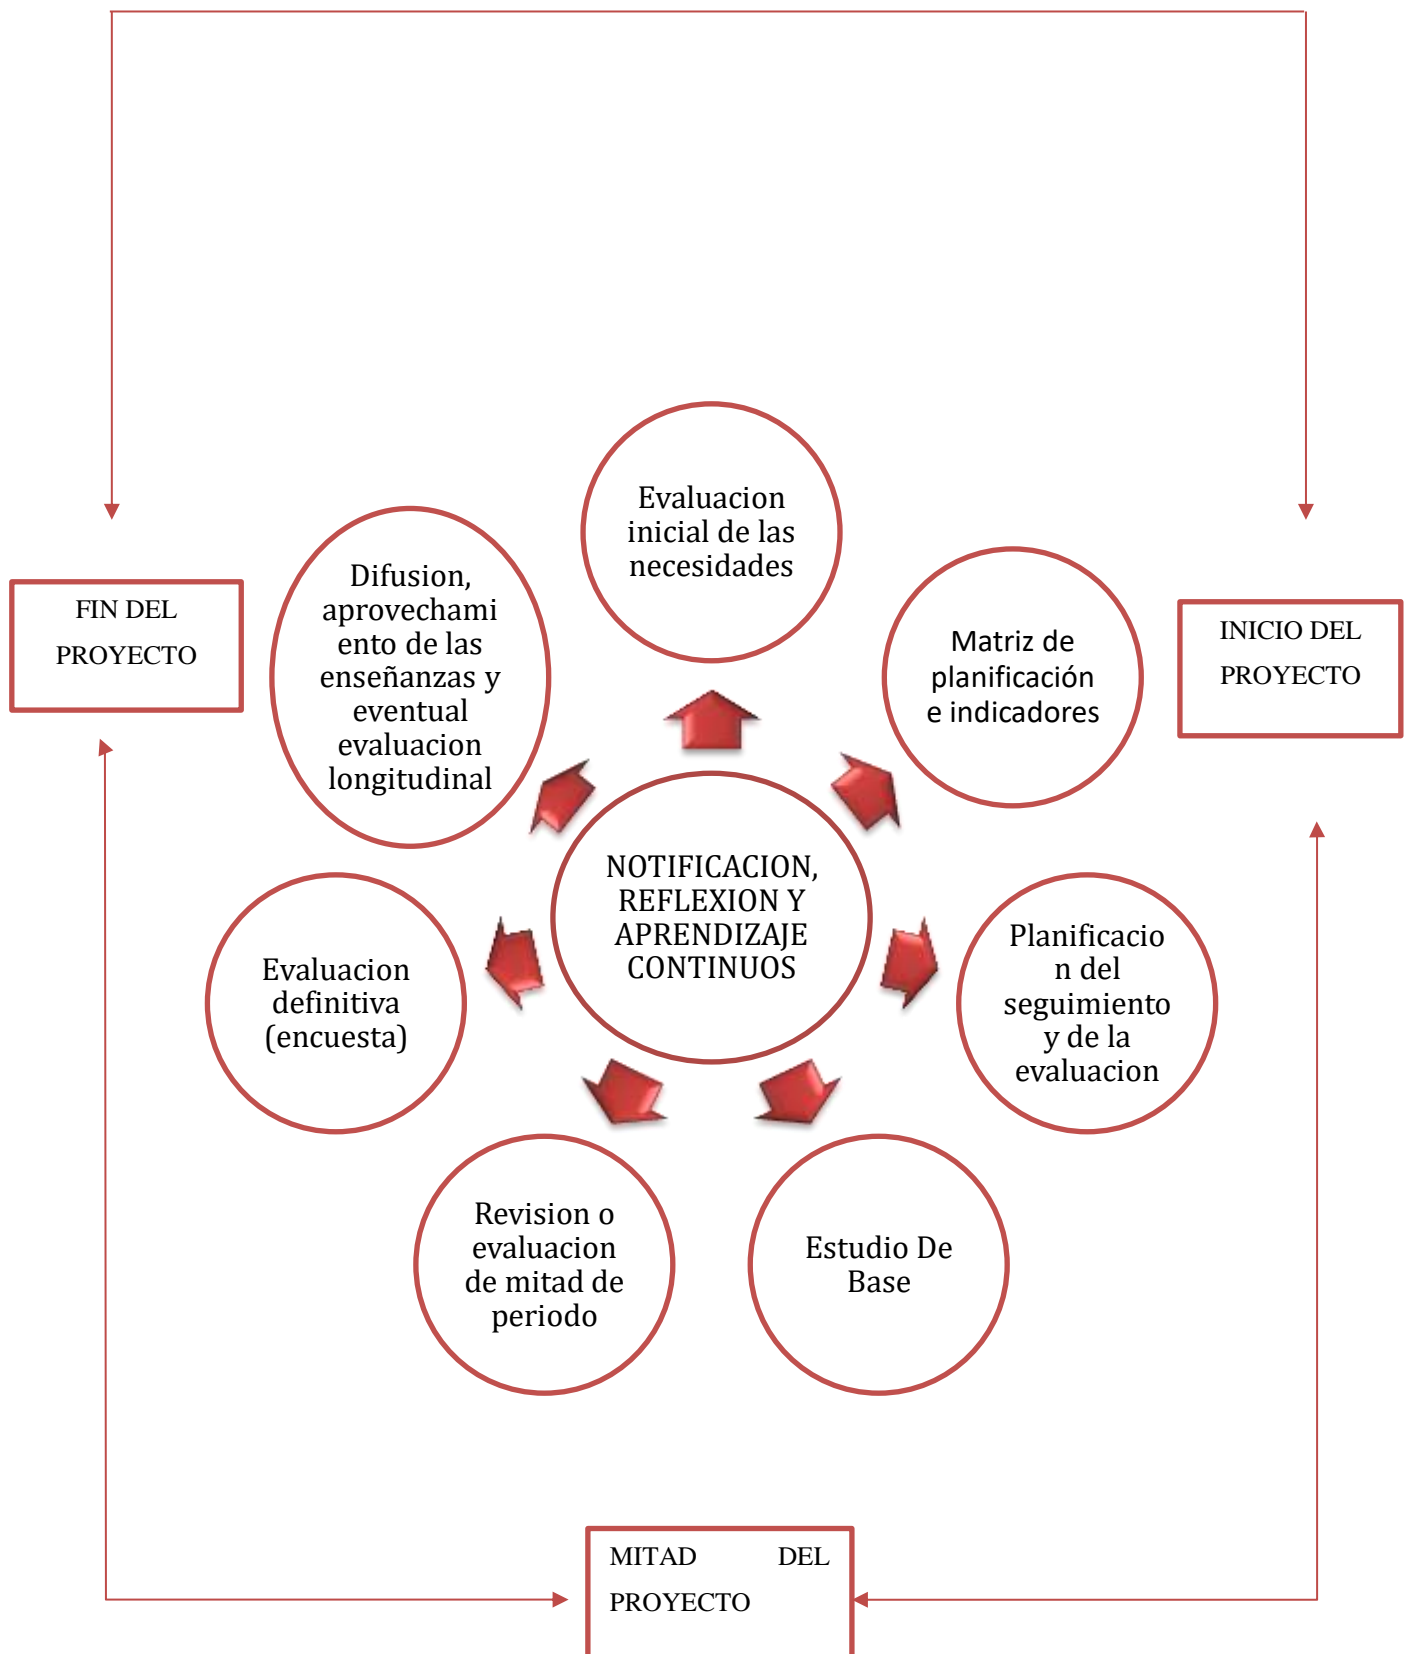 Evaluacion
inicial de las
necesidades
Difusion,
aprovechami
ento de las
enseñanzas y
eventual
evaluacion
longitudinal
FIN DEL
PROYECTO
Matriz de
planificación
e indicadores
INICIO DEL
PROYECTO
NOTIFICACION,
REFLEXION Y
APRENDIZAJE
CONTINUOS
Evaluacion
definitiva
(encuesta)
Planificacio
n del
seguimiento
y de la
evaluacion
Revision o
evaluacion
de mitad de
periodo
Estudio De
Base
MITAD DEL
PROYECTO